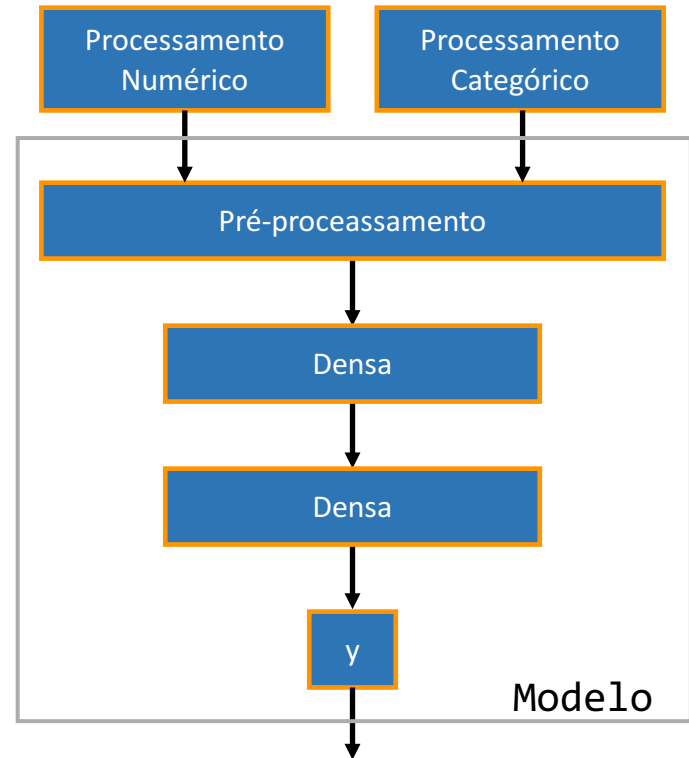 Processamento
Numérico
Processamento
Categórico
Pré-proceassamento
Densa
Densa
y
Modelo